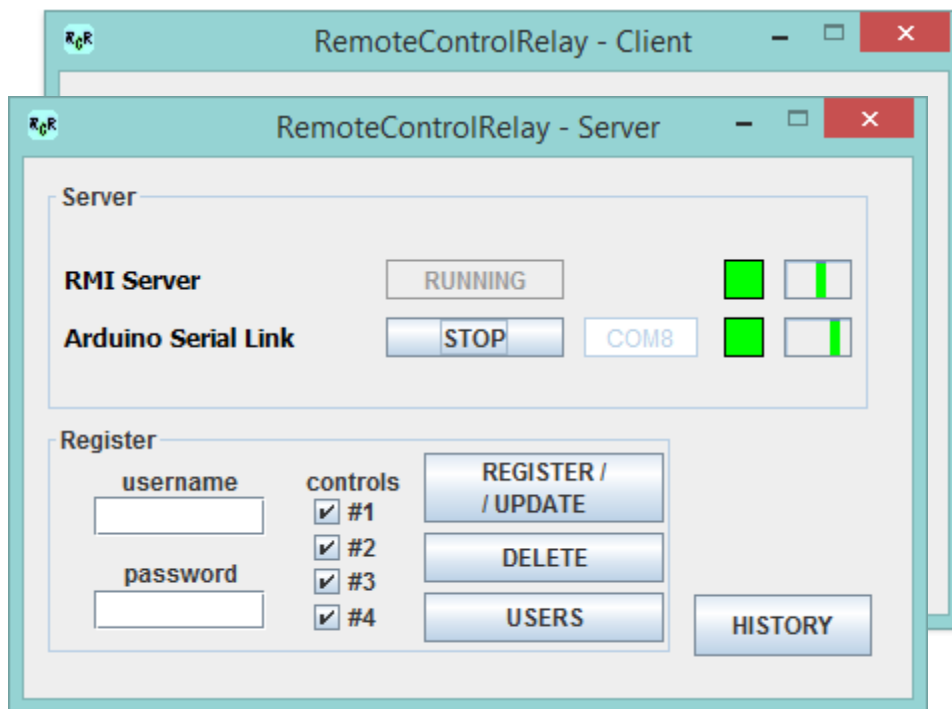 RCR
RemoteControlRelay - Client
RCR
RemoteControlRelay - Server
Server
RMI Server
RUNNING
Arduino Serial Link
STOP
COM8
Register
username
controls
REGISTER /
/ UPDATE
#1
#2
DELETE
password
#3
#4
USERS
HISTORY